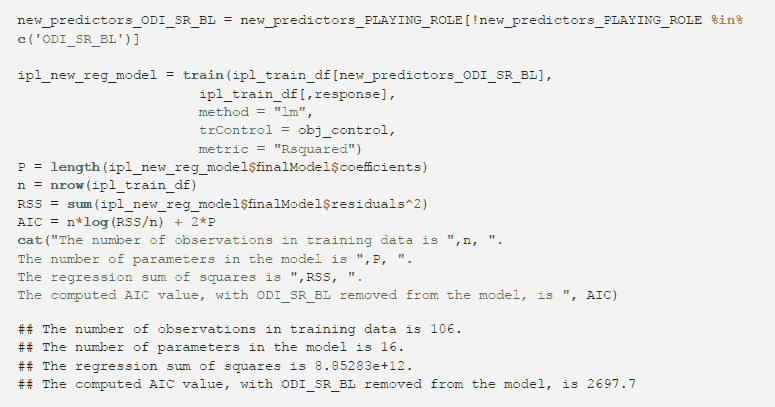 new_predictors_ODI_SR_BL = new_predictors_PLAYING_ROLE[!new_predictors_PLAYING_ROLE %in%
c('ODI_SR_BL')]
ipl_new_reg_model = train(ipl_train_df[new_predictors_ODI_SR_BL],
ipl_train_df[,response],
method = "lm",
trControl = obj_control,
metric = "Rsquared")
P = length(ipl_new_reg_model$finalModel$coefficients)
n = nrow(ipl_train_df)
RSS = sum(ipl_new_reg_model$finalModel$residuals^2)
AIC = n*log(RSS/n) + 2*P
cat("The number of observations in training data is ",n, ".
The number of parameters in the model is ",P, ".
The regression sum of squares is ",RSS, ".
The computed AIC value, with ODI_SR_BL removed from the model, is ", AIC)
## The number of observations in training data is 106.
## The number of parameters in the model is 16.
## The regression sum of squares is 8.85283e+12.
## The computed AIC value, with ODI_SR_BL removed from the model, is 2697.7